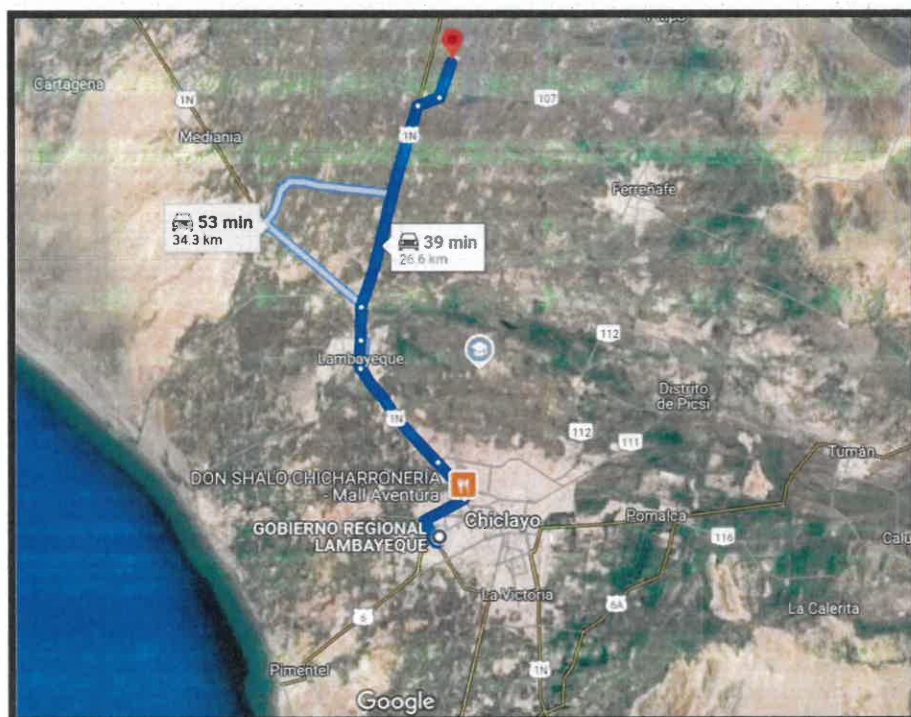 Cartagena
1N
Mediania
107
1N
Ferreñafe
53 min
34.3 km
39 min
26.6 km
112
Lambayeque
Distrito
de Picsi
1N
112
111
Tumán
DON SHALO CHICHARRONERÍA
- Mall Aventura
Chiclayo
Pomalca
GOBIERNO REGIONAL
LAMBAYEQUE
116
La Victoria
6A
La Calerita
6
Pimentel
1N
Google